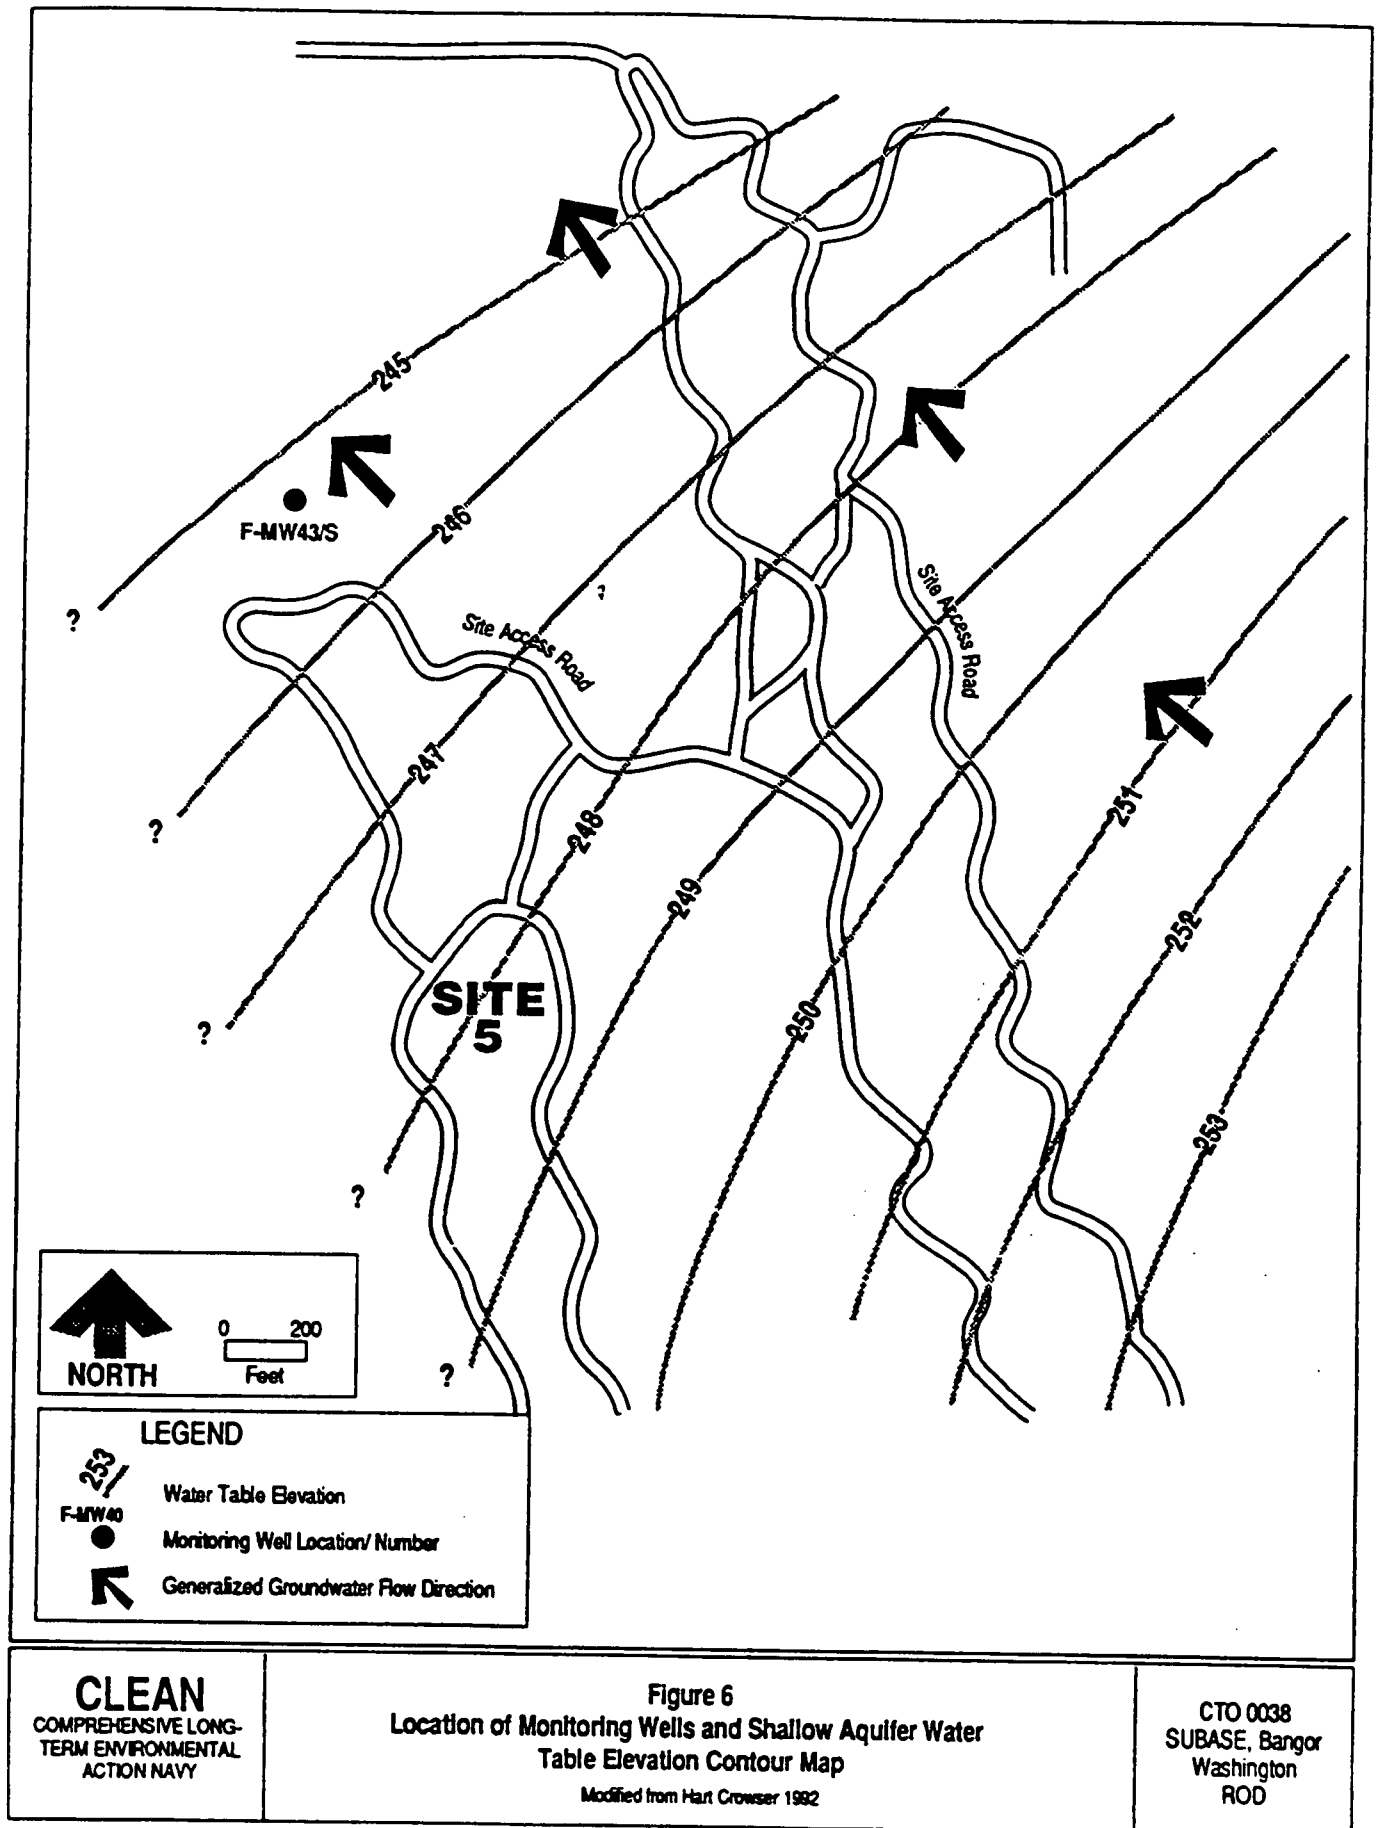 245
F-MW43/S
246
?
Site Access Road
Site Access Road
247
251
?
248
249
252
SITE
5
250
?
253
?
?
0 200
NORTH
Feet
LEGEND
253
Water Table Elevation
F-MW40
Monitoring Well Location/ Number
Generalized Groundwater Flow Direction
CLEAN
COMPREHENSIVE LONG-
TERM ENVIRONMENTAL
ACTION NAVY
Figure 6
Location of Monitoring Wells and Shallow Aquifer Water
Table Elevation Contour Map
Modified from Hart Crowser 1992
CTO 0038
SUBASE, Bangor
Washington
ROD